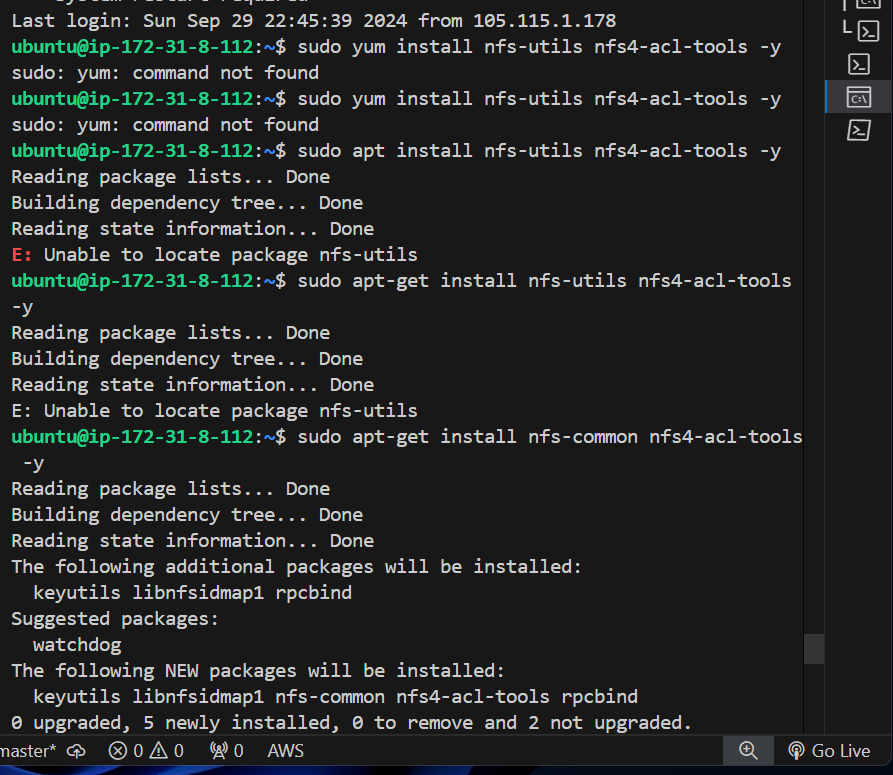 Last login: Sun Sep 29 22:45:39 2024 from 105.115.1.178
ubuntu@ip-172-31-8-112:~$ sudo yum install nfs-utils nfs4-acl-tools -y
sudo: yum: command not found
ubuntu@ip-172-31-8-112:~$ sudo yum install nfs-utils nfs4-acl-tools -y
sudo: yum: command not found
ubuntu@ip-172-31-8-112:~$ sudo apt install nfs-utils nfs4-acl-tools -y
Reading package lists... Done
Building dependency tree... Done
Reading state information... Done
E: Unable to locate package nfs-utils
ubuntu@ip-172-31-8-112:~$ sudo apt-get install nfs-utils nfs4-acl-tools
-y
Reading package lists... Done
Building dependency tree... Done
Reading state information... Done
E: Unable to locate package nfs-utils
ubuntu@ip-172-31-8-112:~$ sudo apt-get install nfs-common nfs4-acl-tools
 -y
Reading package lists... Done
Building dependency tree... Done
Reading state information... Done
The following additional packages will be installed:
  keyutils libnfsidmap1 rpcbind
Suggested packages:
  watchdog
The following NEW packages will be installed:
  keyutils libnfsidmap1 nfs-common nfs4-acl-tools rpcbind
0 upgraded, 5 newly installed, 0 to remove and 2 not upgraded.
master* 0 0 0 AWS Go Live